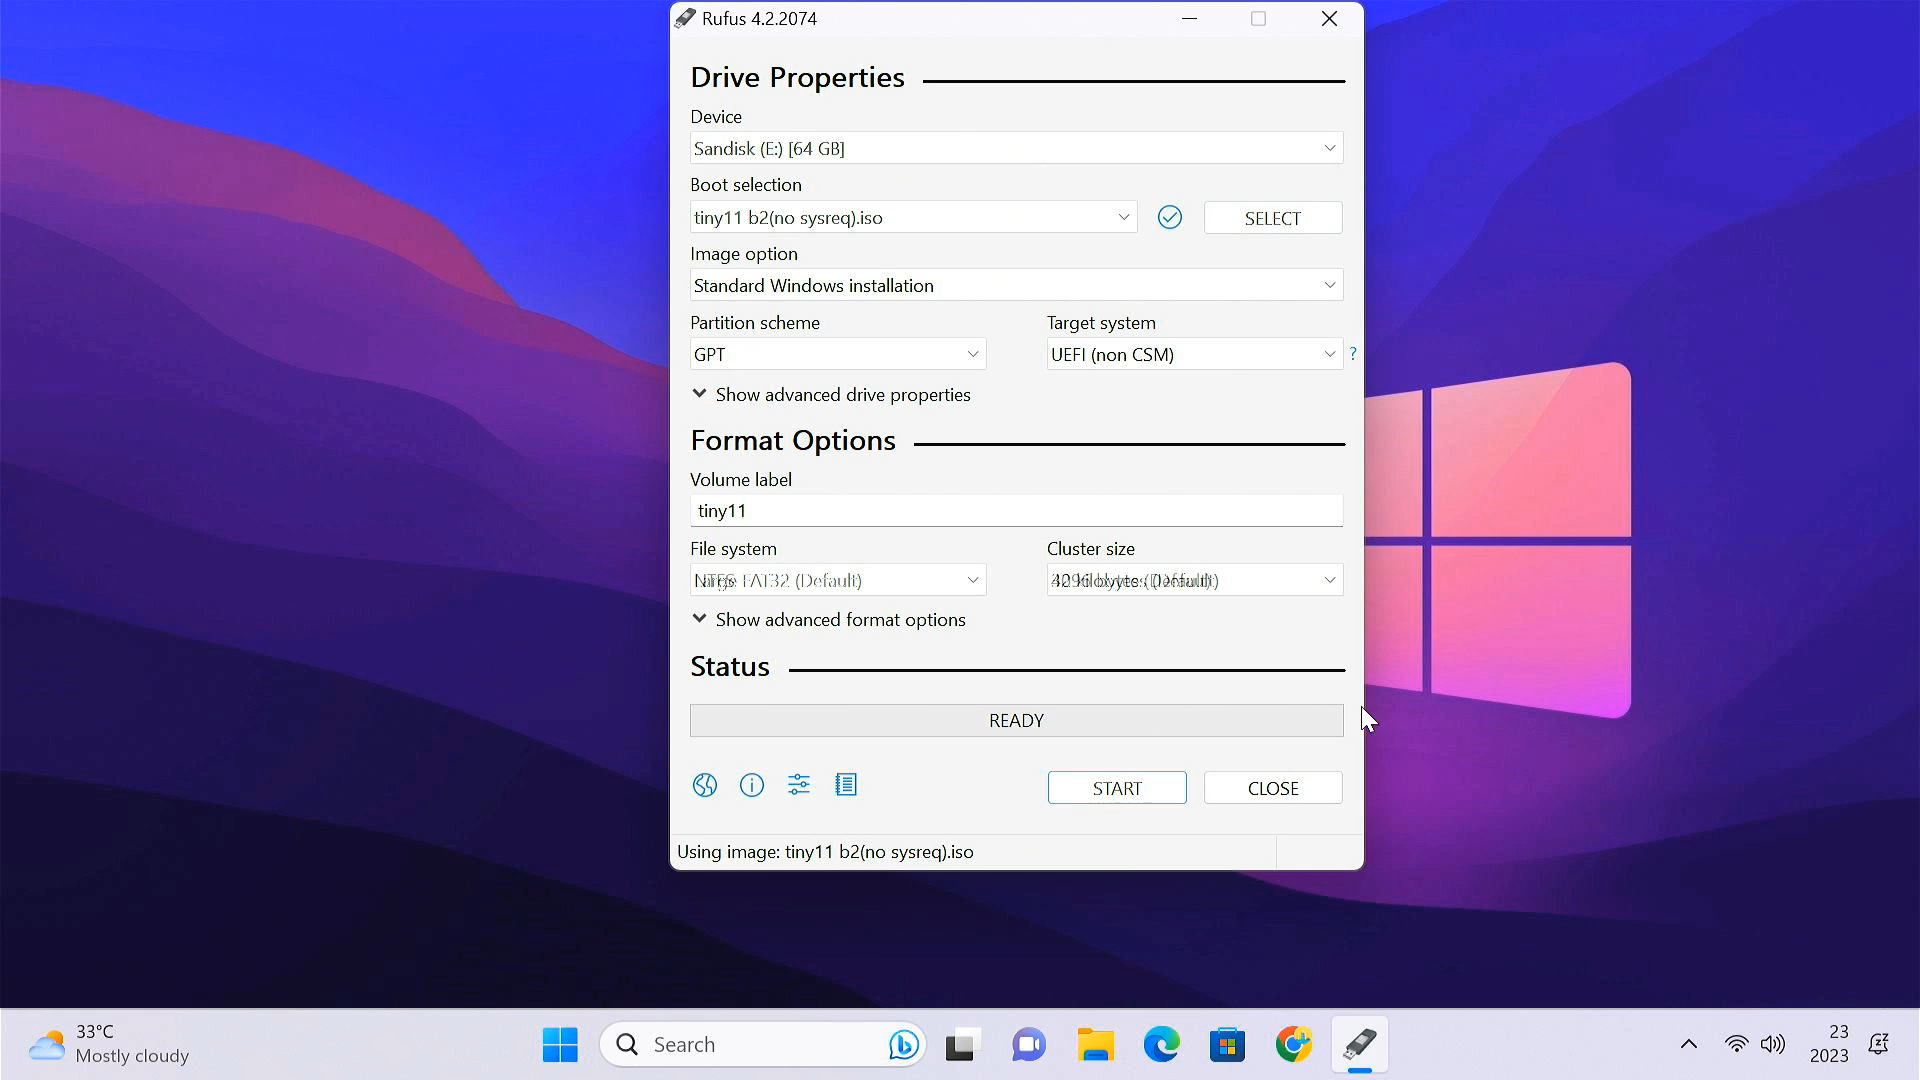 Rufus 4.2.2074
Drive Properties
Device
Sandisk (E:) [64 GB]
Boot selection
tiny11 b2(no sysreq).iso
SELECT
Image option
Standard Windows installation
Partition scheme
Target system
GPT
UEFI (non CSM)
?
Show advanced drive properties
Format Options
Volume label
tiny11
File system
Cluster size
(Default)
Show advanced format options
Status
READY
START
CLOSE
Using image: tiny11 b2(no sysreq).iso
33°C
Mostly cloudy
Search
23
2023